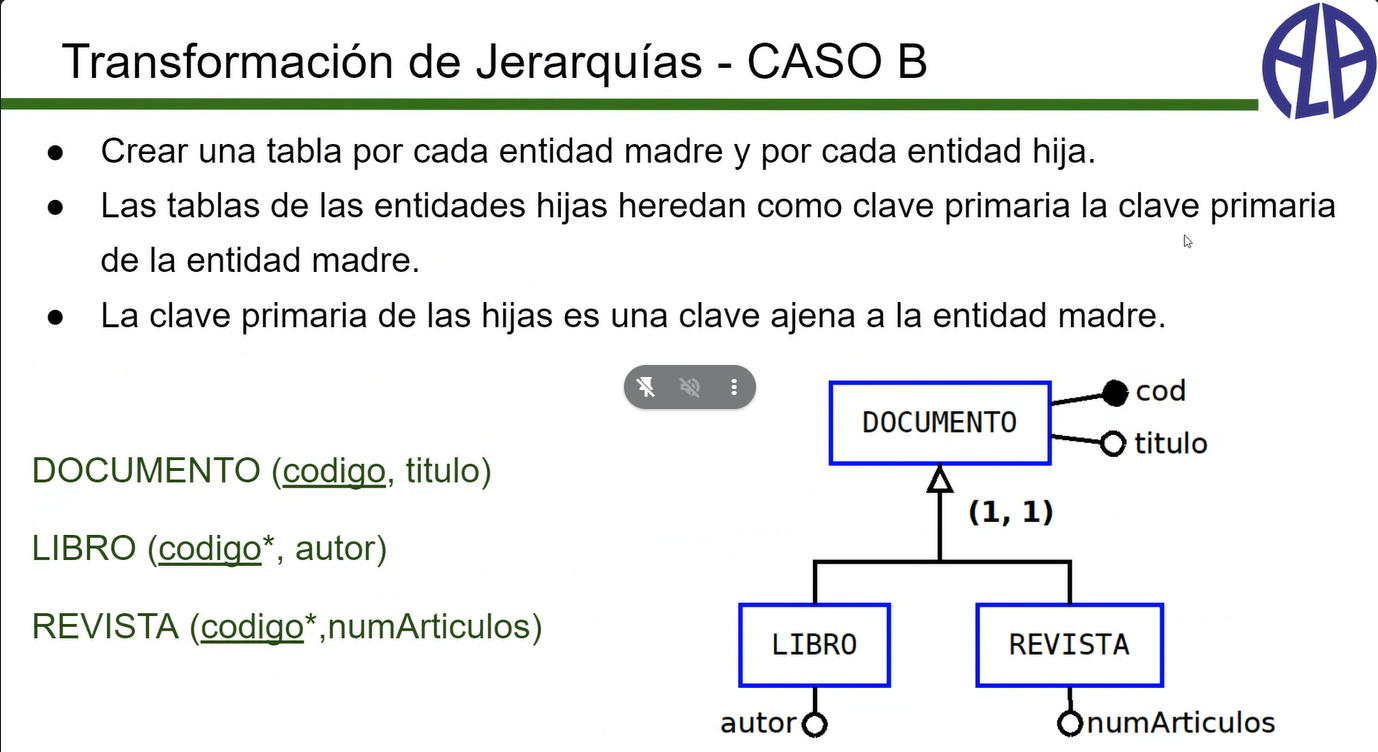 Transformación de Jerarquías - CASO B
● Crear una tabla por cada entidad madre y por cada entidad hija.
● Las tablas de las entidades hijas heredan como clave primaria la clave primaria
de la entidad madre.
● La clave primaria de las hijas es una clave ajena a la entidad madre.
DOCUMENTO (codigo, titulo)
LIBRO (codigo*, autor)
REVISTA (codigo*,numArticulos)
cod
DOCUMENTO
titulo
(1, 1)
LIBRO
REVISTA
autor
numArticulos